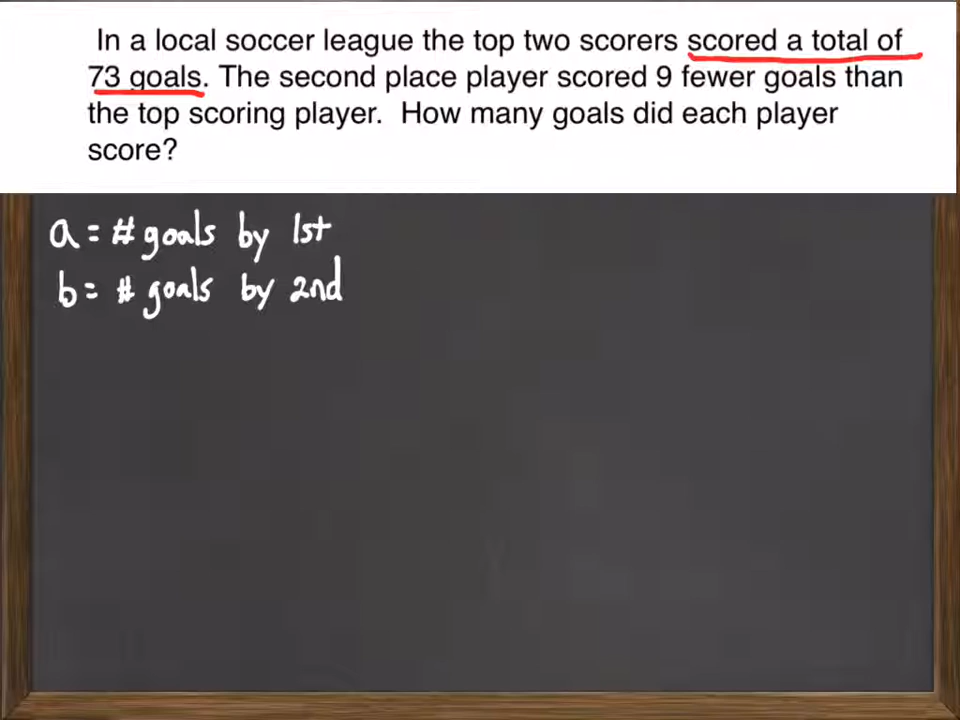 In a local soccer league the top two scorers scored a total of
73 goals. The second place player scored 9 fewer goals than
the top scoring player. How many goals did each player
score?
a = # goals by 1st
b = # goals by 2nd